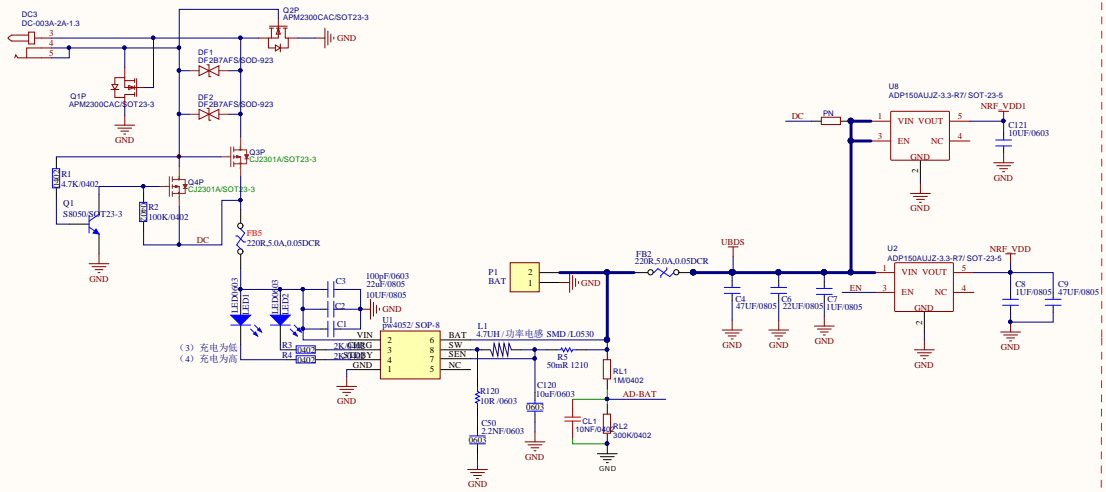 DC3
DC-003A-2A-1.3
3
4
5
Q2P
APM2300CAC/SOT23-3
GND
DF1
DF2B7AFS/SOD-923
Q1P
APM2300CAC/SOT23-3
GND
DF2
DF2B7AFS/SOD-923
Q3P
CJ2301A/SOT23-3
R1
4.7K/0402
0402
Q4P
CJ2301A/SOT23-3
Q1
S8050/SOT23-3
R2
100K/0402
0402
DC
GND
FB5
220R,5.0A,0.05DCR
LED0603
LED1
LED0603
LED2
C3
C2
C1
100pF/0603
22uF/0805
10UF/0805
GND
U1
pw4052/ SOP-8
VIN
2
CHRG
3
STDBY
4
GND
1
BAT
6
SW
8
SEN
7
NC
5
(3)充电为低
(4)充电为高
R3
0402
R4
0402
GND
L1
4.7UH /功率电感 SMD /L0530
R5
50mR 1210
R120
10R /0603
C50
2.2NF/0603
0603
GND
C120
10uF/0603
0603
GND
RL1
1M/0402
AD-BAT
CL1
10NF/0402
RL2
300K/0402
GND
P1
BAT
2
1
GND
FB2
220R,5.0A,0.05DCR
UBDS
C4
47UF/0805
GND
C6
22UF/0805
GND
C7
1UF/0805
GND
DC
PN
U8
ADP150AUJZ-3.3-R7/ SOT-23-5
1
VIN
VOUT
5
3
EN
NC
4
GND
2
GND
NRF_VDD1
C121
10UF/0603
GND
U2
ADP150AUJZ-3.3-R7/ SOT-23-5
1
VIN
VOUT
5
EN
3
EN
NC
4
GND
2
GND
NRF_VDD
C8
1UF/0805
C9
47UF/0805
GND